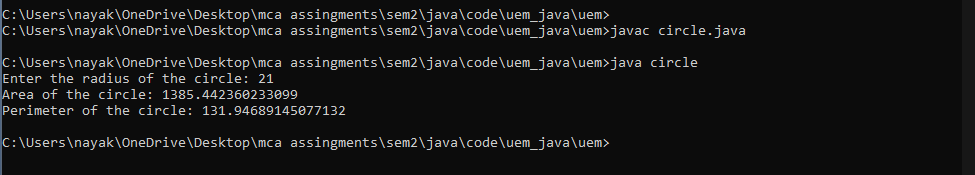 C:\Users\nayak\OneDrive\Desktop\mca assingments\sem2\java\code\uem_java\uem>
C:\Users\nayak\OneDrive\Desktop\mca assingments\sem2\java\code\uem_java\uem>javac circle.java
C:\Users\nayak\OneDrive\Desktop\mca assingments\sem2\java\code\uem_java\uem>java circle
Enter the radius of the circle: 21
Area of the circle: 1385.442360233099
Perimeter of the circle: 131.94689145077132
C:\Users\nayak\OneDrive\Desktop\mca assingments\sem2\java\code\uem_java\uem>